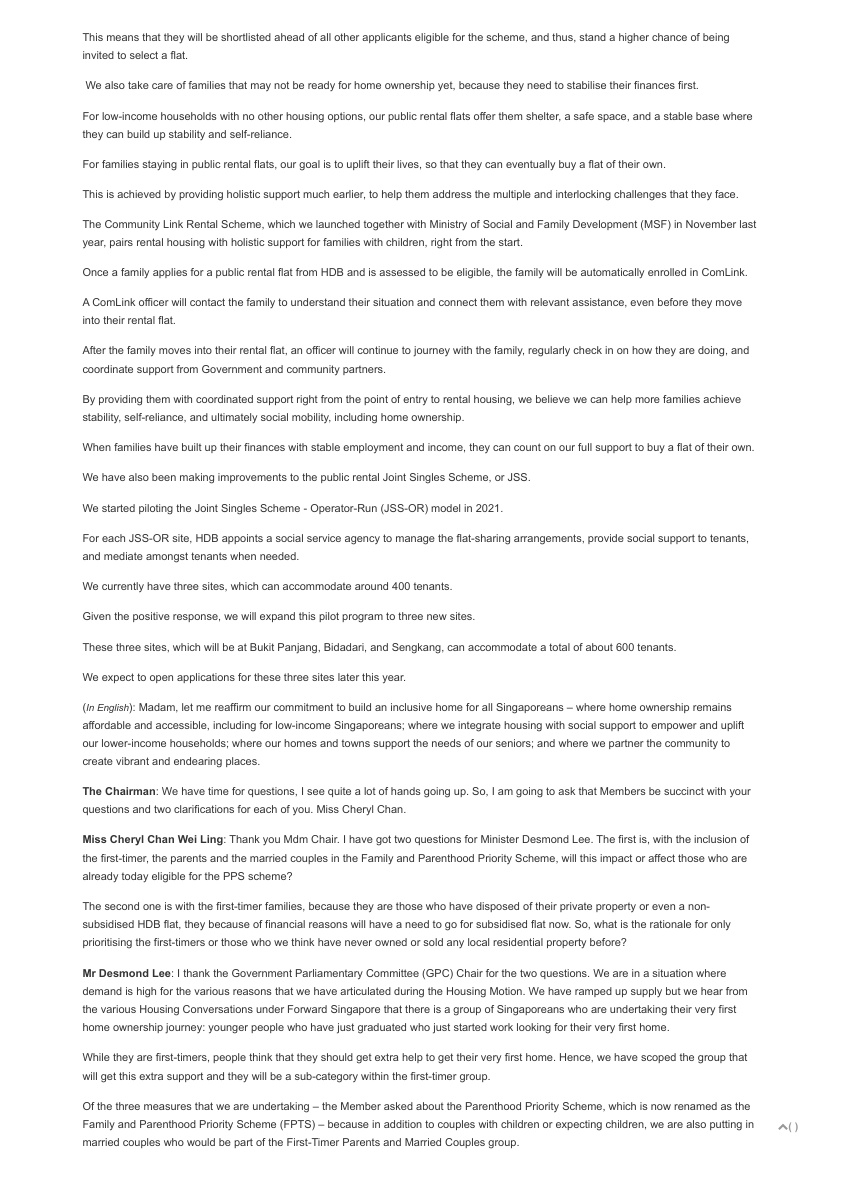 This means that they will be shortlisted ahead of all other applicants eligible for the scheme, and thus, stand a higher chance of being
invited to select a flat.
We also take care of families that may not be ready for home ownership yet, because they need to stabilise their finances first.
For low-income households with no other housing options, our public rental flats offer them shelter, a safe space, and a stable base where
they can build up stability and self-reliance.
For families staying in public rental flats, our goal is to uplift their lives, so that they can eventually buy a flat of their own.
This is achieved by providing holistic support much earlier, to help them address the multiple and interlocking challenges that they face.
The Community Link Rental Scheme, which we launched together with Ministry of Social and Family Development (MSF) in November last
year, pairs rental housing with holistic support for families with children, right from the start.
Once a family applies for a public rental flat from HDB and is assessed to be eligible, the family will be automatically enrolled in ComLink.
A ComLink officer will contact the family to understand their situation and connect them with relevant assistance, even before they move
into their rental flat.
After the family moves into their rental flat, an officer will continue to journey with the family, regularly check in on how they are doing, and
coordinate support from Government and community partners.
By providing them with coordinated support right from the point of entry to rental housing, we believe we can help more families achieve
stability, self-reliance, and ultimately social mobility, including home ownership.
When families have built up their finances with stable employment and income, they can count on our full support to buy a flat of their own.
We have also been making improvements to the public rental Joint Singles Scheme, or JSS.
We started piloting the Joint Singles Scheme - Operator-Run (JSS-OR) model in 2021.
For each JSS-OR site, HDB appoints a social service agency to manage the flat-sharing arrangements, provide social support to tenants,
and mediate amongst tenants when needed.
We currently have three sites, which can accommodate around 400 tenants.
Given the positive response, we will expand this pilot program to three new sites.
These three sites, which will be at Bukit Panjang, Bidadari, and Sengkang, can accommodate a total of about 600 tenants.
We expect to open applications for these three sites later this year.
(In English): Madam, let me reaffirm our commitment to build an inclusive home for all Singaporeans – where home ownership remains
affordable and accessible, including for low-income Singaporeans; where we integrate housing with social support to empower and uplift
our lower-income households; where our homes and towns support the needs of our seniors; and where we partner the community to
create vibrant and endearing places.
The Chairman: We have time for questions, I see quite a lot of hands going up. So, I am going to ask that Members be succinct with your
questions and two clarifications for each of you. Miss Cheryl Chan.
Miss Cheryl Chan Wei Ling: Thank you Mdm Chair. I have got two questions for Minister Desmond Lee. The first is, with the inclusion of
the first-timer, the parents and the married couples in the Family and Parenthood Priority Scheme, will this impact or affect those who are
already today eligible for the PPS scheme?
The second one is with the first-timer families, because they are those who have disposed of their private property or even a non-
subsidised HDB flat, they because of financial reasons will have a need to go for subsidised flat now. So, what is the rationale for only
prioritising the first-timers or those who we think have never owned or sold any local residential property before?
Mr Desmond Lee: I thank the Government Parliamentary Committee (GPC) Chair for the two questions. We are in a situation where
demand is high for the various reasons that we have articulated during the Housing Motion. We have ramped up supply but we hear from
the various Housing Conversations under Forward Singapore that there is a group of Singaporeans who are undertaking their very first
home ownership journey: younger people who have just graduated who just started work looking for their very first home.
While they are first-timers, people think that they should get extra help to get their very first home. Hence, we have scoped the group that
will get this extra support and they will be a sub-category within the first-timer group.
Of the three measures that we are undertaking – the Member asked about the Parenthood Priority Scheme, which is now renamed as the
Family and Parenthood Priority Scheme (FPTS) – because in addition to couples with children or expecting children, we are also putting in
married couples who would be part of the First-Timer Parents and Married Couples group.
( )